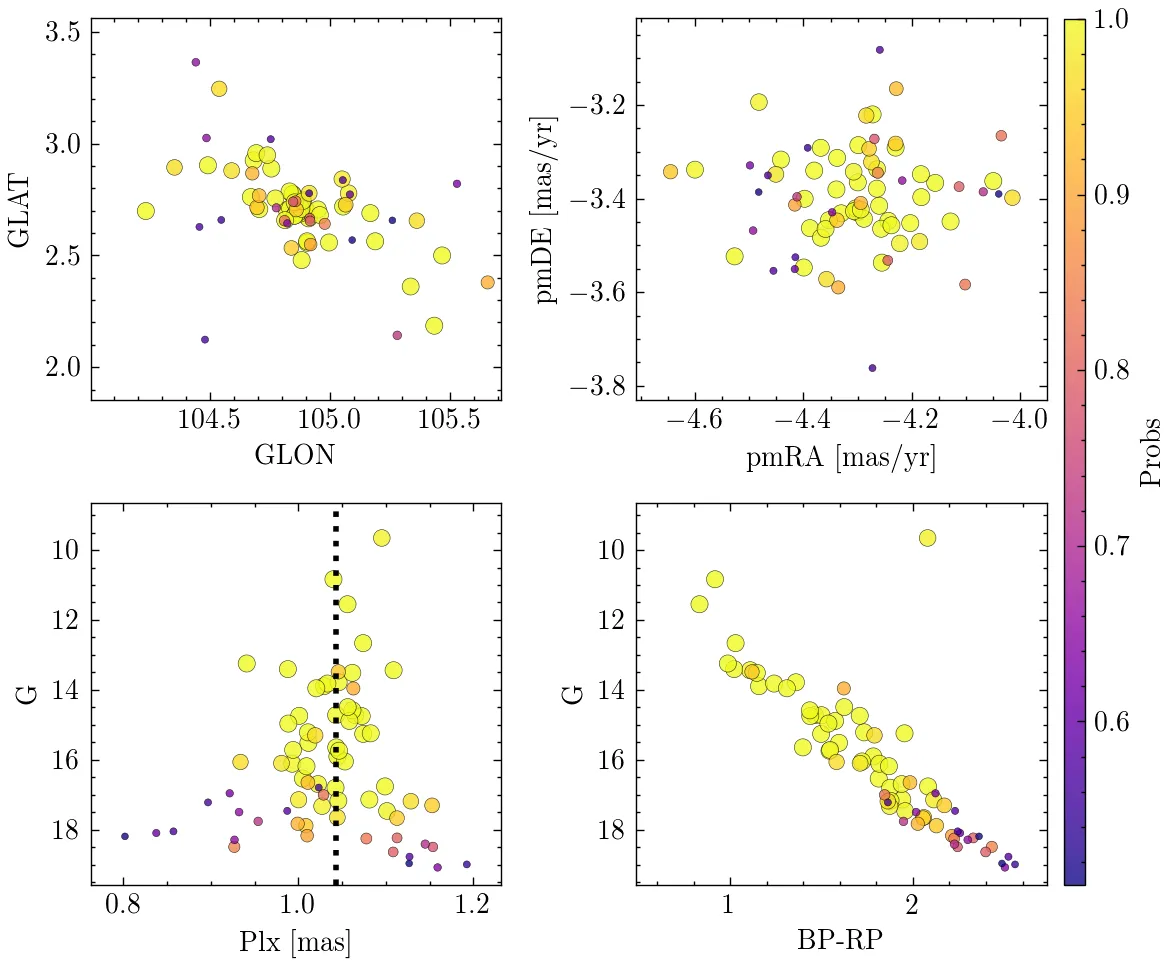 3.5
3.0
2.5
2.0
GLAT
104.5 105.0 105.5
GLON
−3.2
−3.4
−3.6
−3.8
pmDE [mas/yr]
−4.6 −4.4 −4.2 −4.0
pmRA [mas/yr]
1.0
0.9
0.8
0.7
0.6
Probs
10
12
14
16
18
G
0.8 1.0 1.2
Plx [mas]
10
12
14
16
18
G
1 2
BP-RP